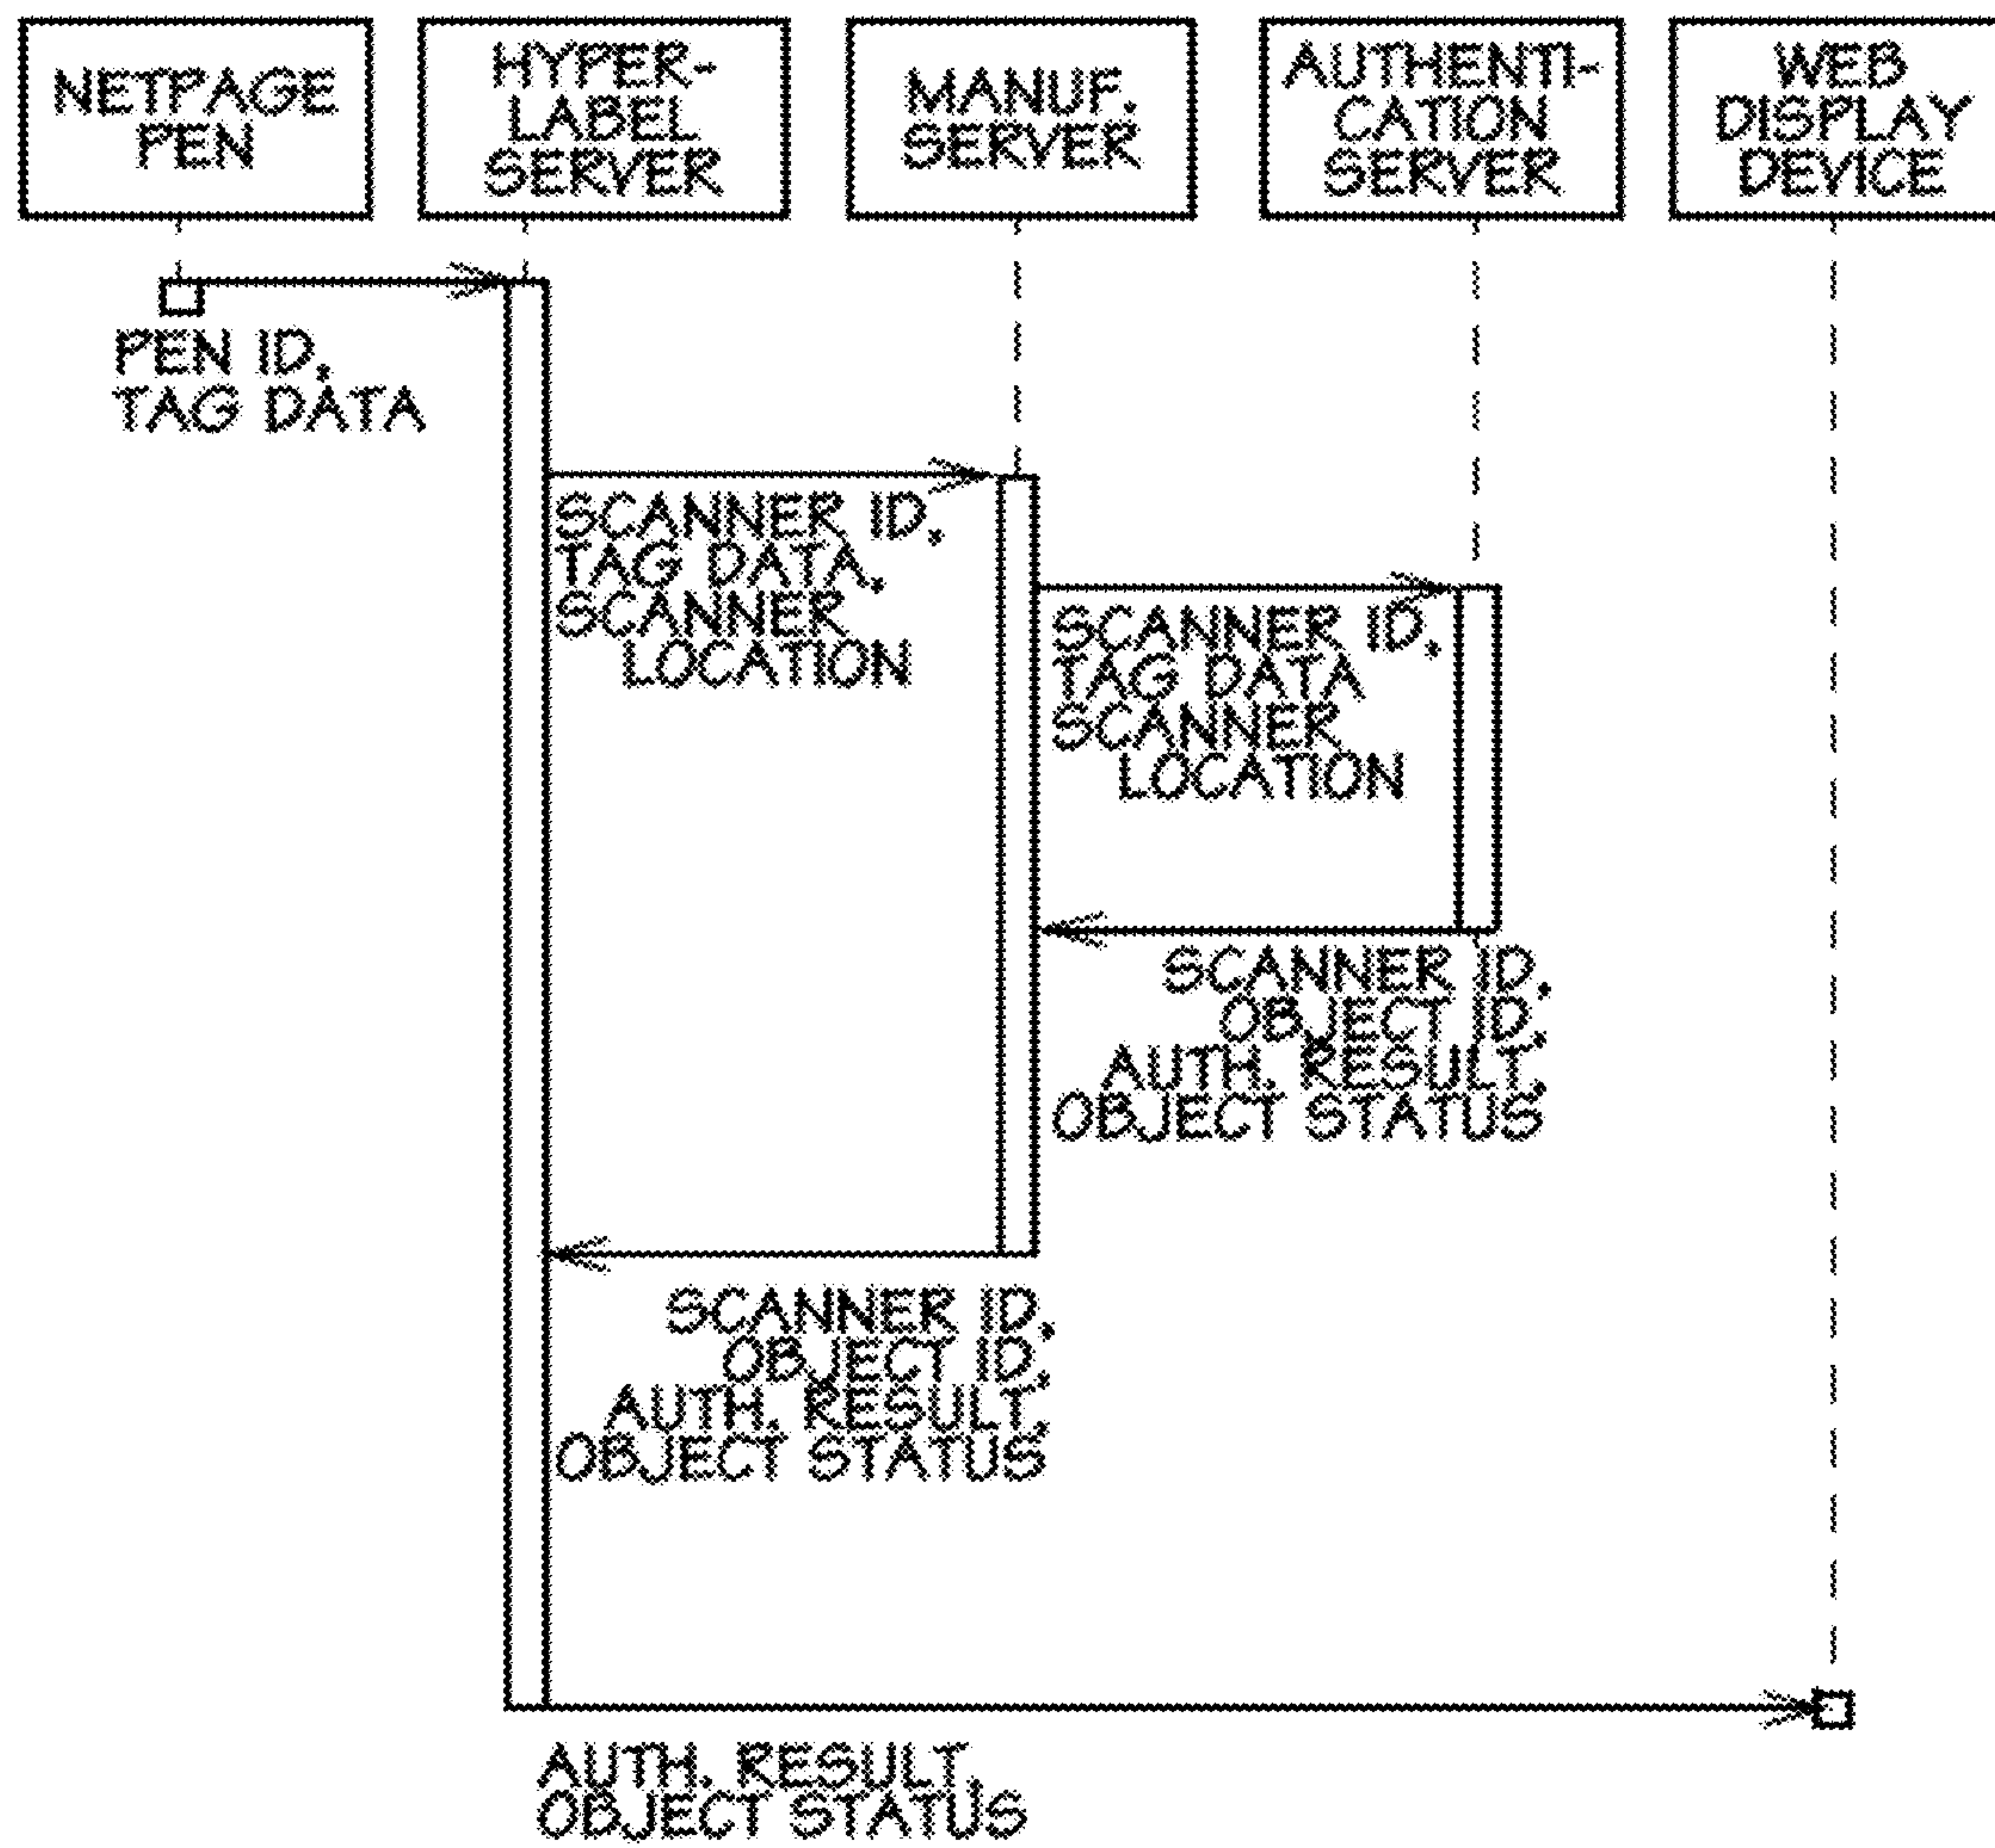 NETPAGE
PEN
HYPER-
LABEL
SERVER
MANUF.
SERVER
AUTHENTI-
CATION
SERVER
WEB
DISPLAY
DEVICE
PEN ID,
TAG DATA
SCANNER ID,
TAG DATA,
SCANNER
LOCATION
SCANNER ID,
TAG DATA
SCANNER
LOCATION
SCANNER ID,
OBJECT ID,
AUTH. RESULT,
OBJECT STATUS
SCANNER ID,
OBJECT ID,
AUTH. RESULT,
OBJECT STATUS
AUTH. RESULT,
OBJECT STATUS